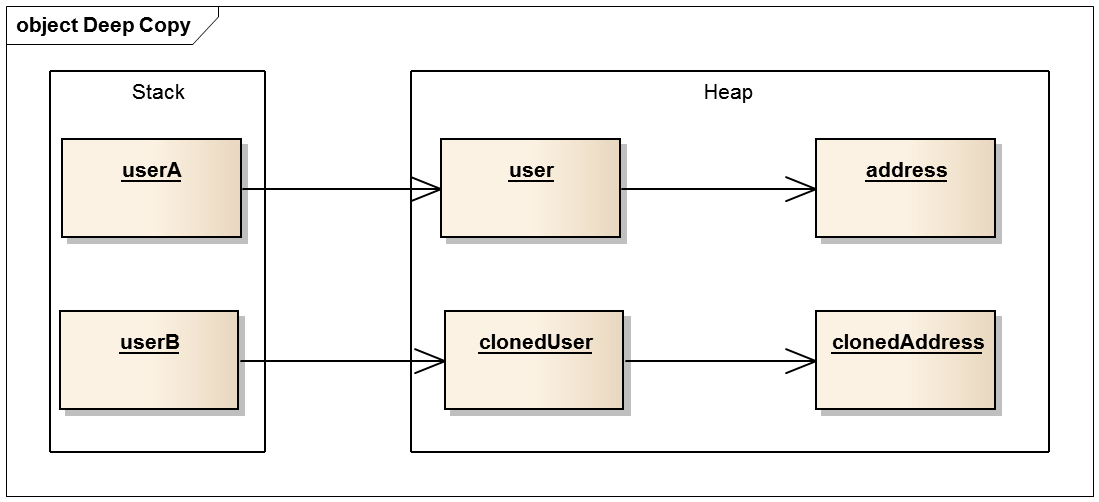 object Deep Copy
Stack
Heap
userA
user
address
userB
clonedUser
clonedAddress